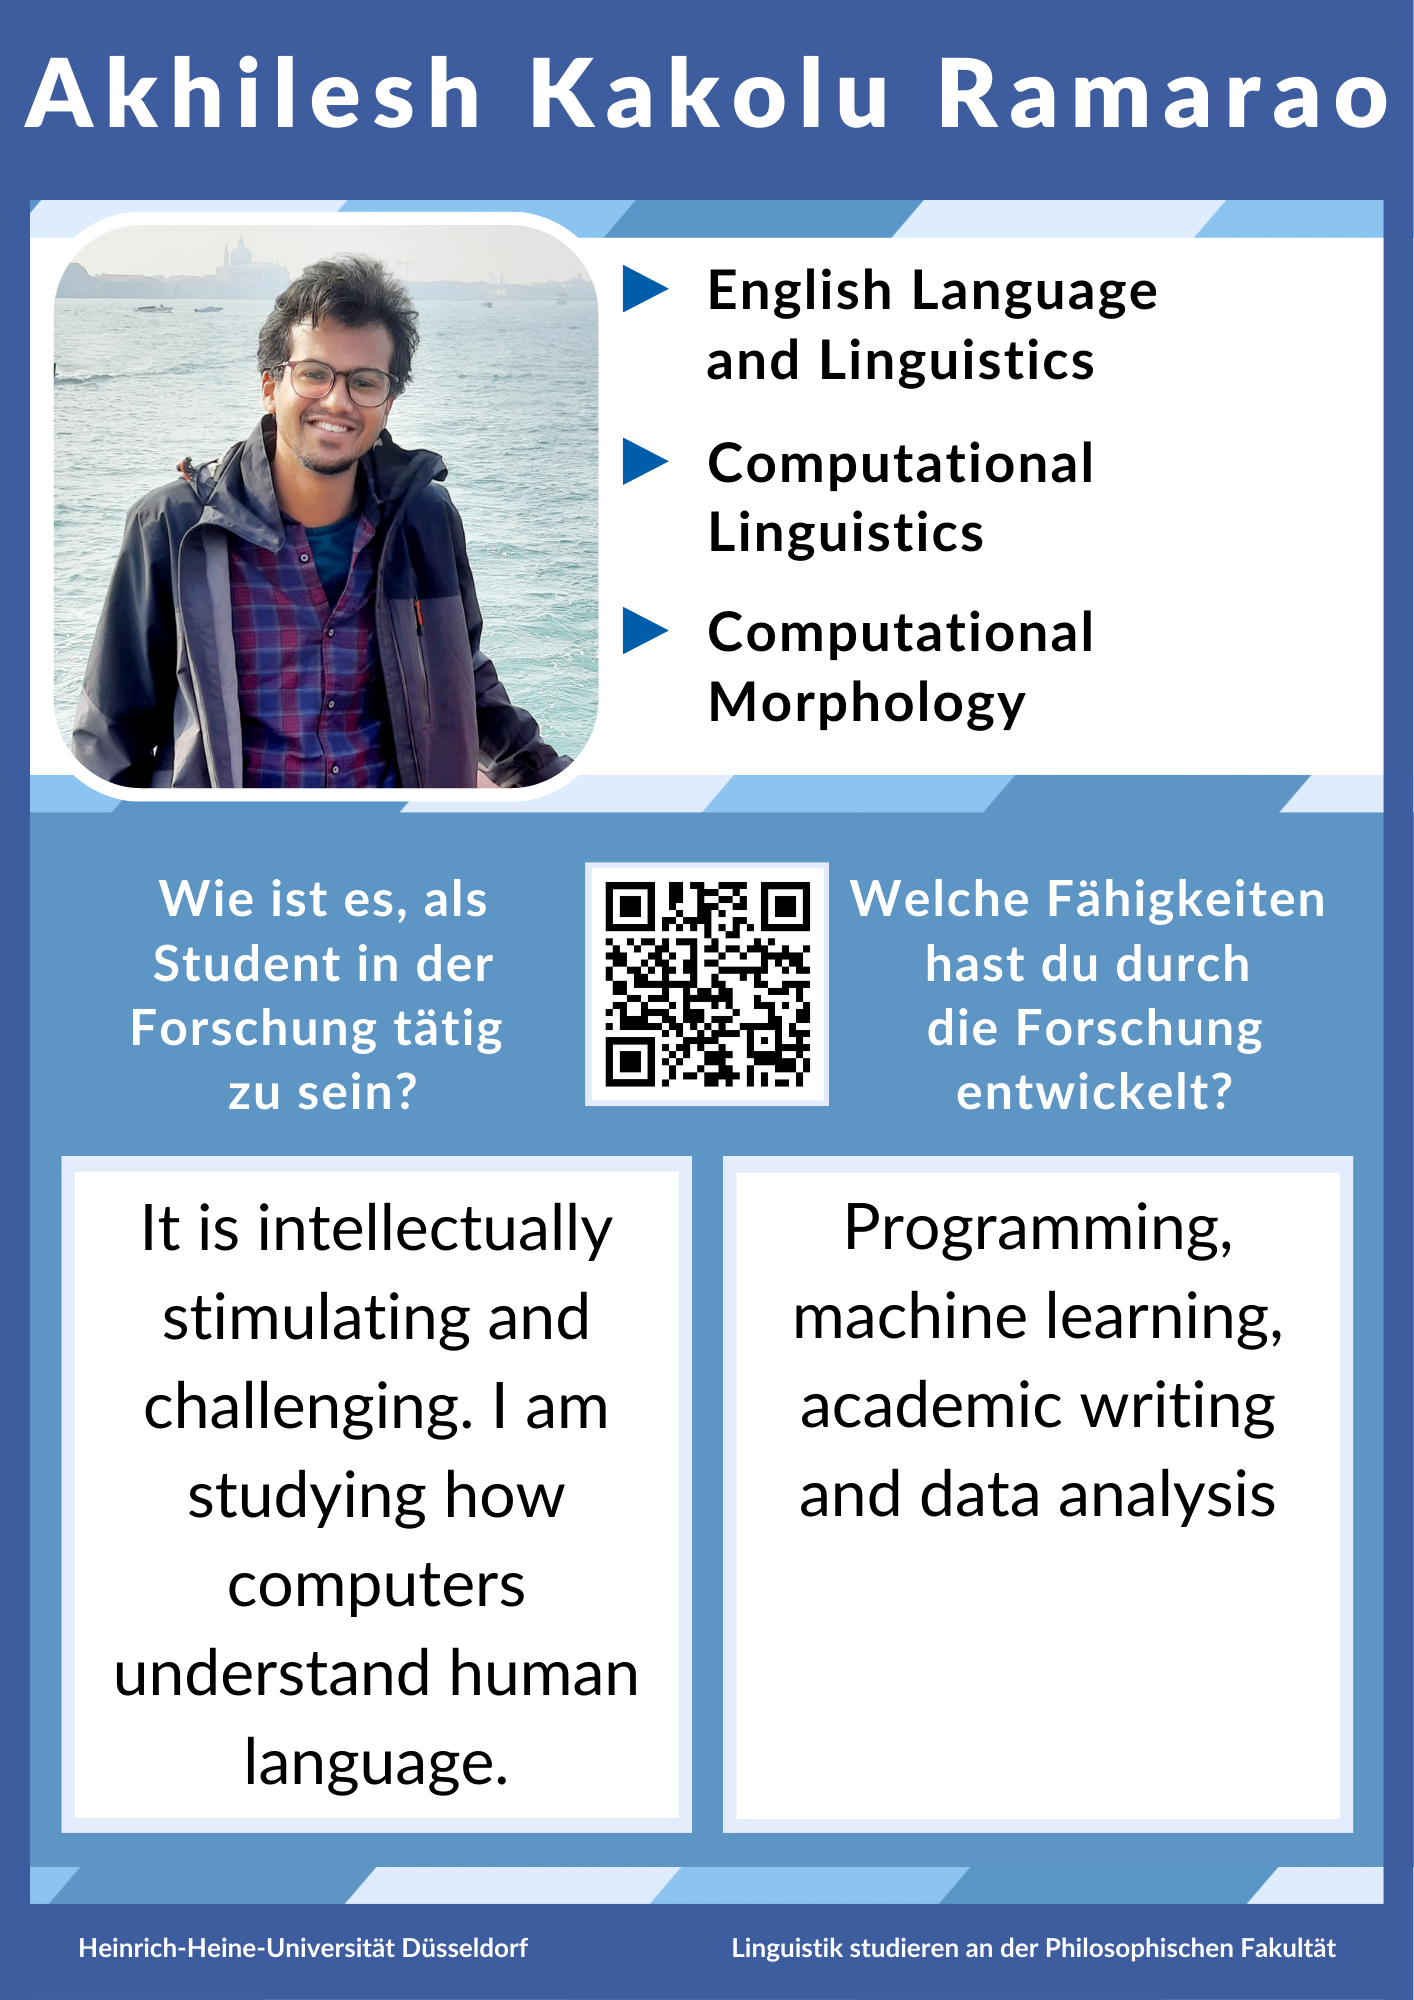 Akhilesh Kakolu Ramarao
English Language
and Linguistics
Computational
Linguistics
Computational
Morphology
Wie ist es, als
Student in der
Forschung tätig
zu sein?
Welche Fähigkeiten
hast du durch
die Forschung
entwickelt?
It is intellectually
stimulating and
challenging. I am
studying how
computers
understand human
language.
Programming,
machine learning,
academic writing
and data analysis
Heinrich-Heine-Universität Düsseldorf
Linguistik studieren an der Philosophischen Fakultät